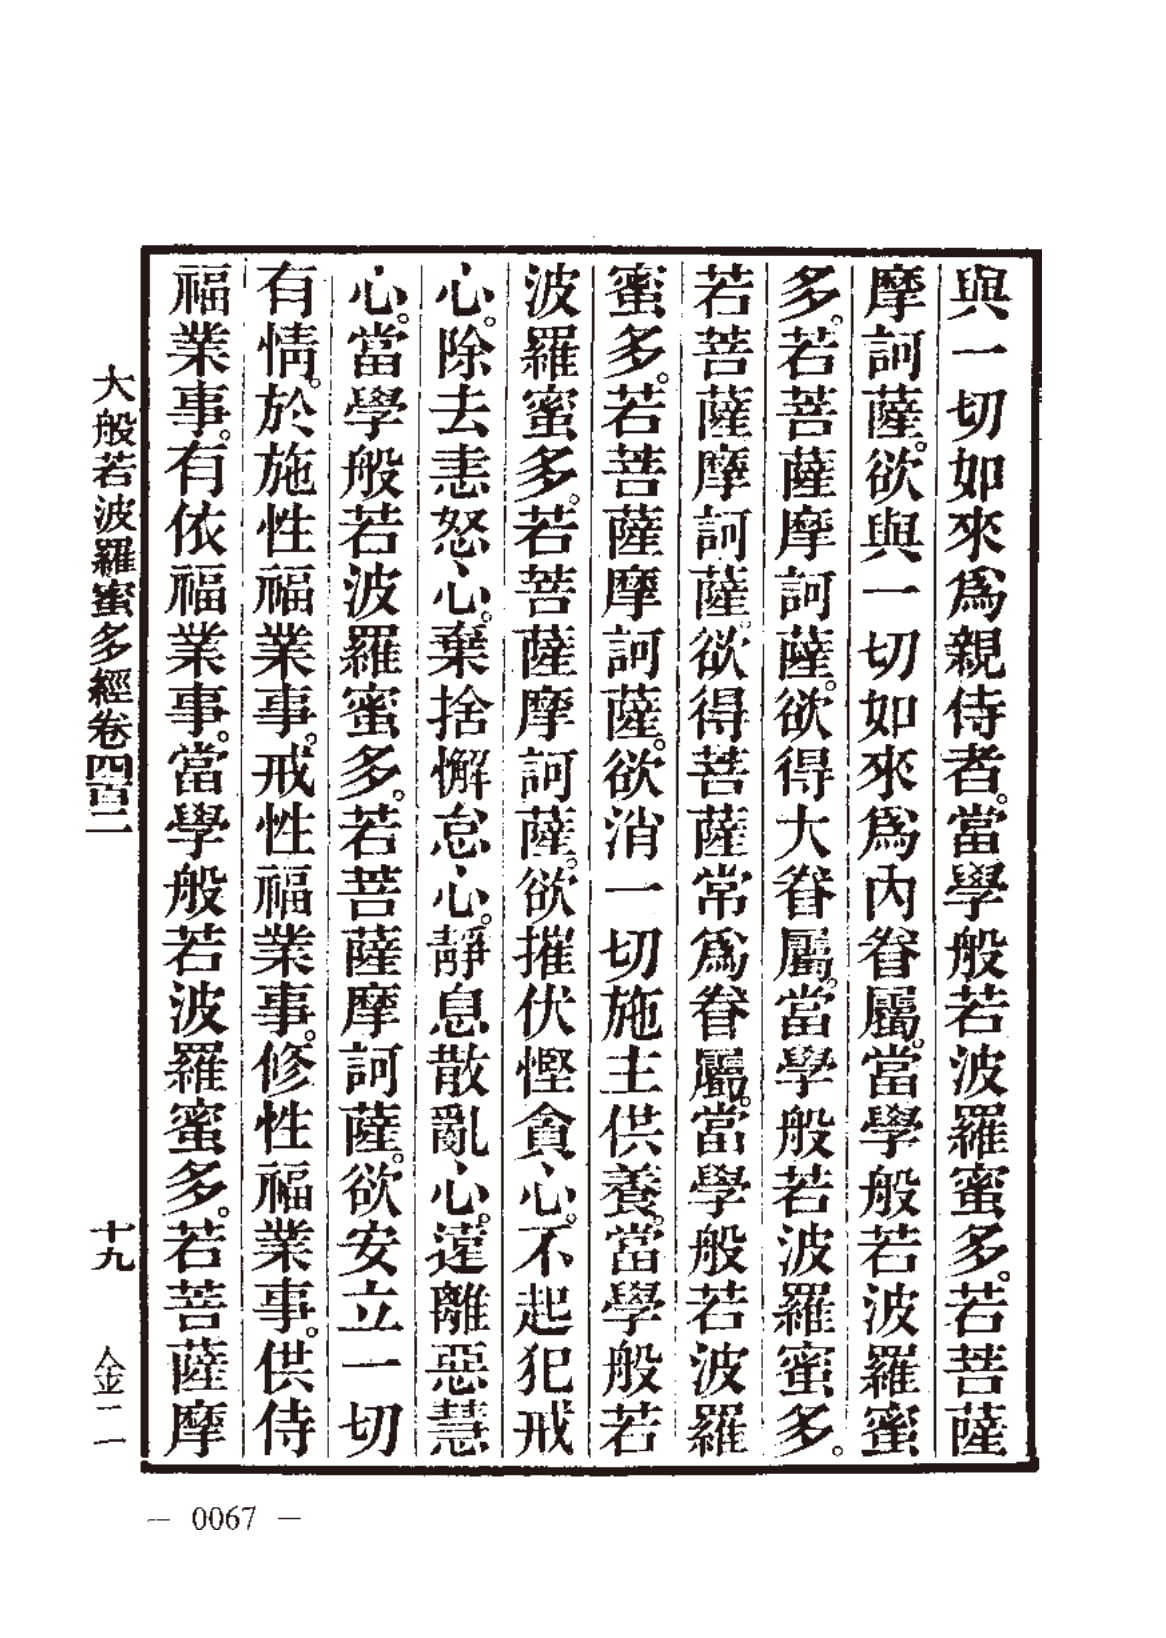 與一切如來爲親侍者。當學般若波羅蜜多。若菩薩
摩訶薩。欲與一切如來爲內眷屬。當學般若波羅蜜
多。若菩薩摩訶薩。欲得大眷屬。當學般若波羅蜜多。
若菩薩摩訶薩。欲得菩薩常爲眷屬。當學般若波羅
蜜多。若菩薩摩訶薩。欲消一切施主供養。當學般若
波羅蜜多。若菩薩摩訶薩。欲摧伏慳貪心。不起犯戒
心。除去恚怒心。棄捨懈怠心。靜息散亂心。遠離惡慧
心。當學般若波羅蜜多。若菩薩摩訶薩。欲安立一切
有情。於施性福業事。戒性福業事。修性福業事。供侍
福業事。有依福業事。當學般若波羅蜜多。若菩薩摩
大般若波羅蜜多經卷四百二 十九 金二一
— 0067 —